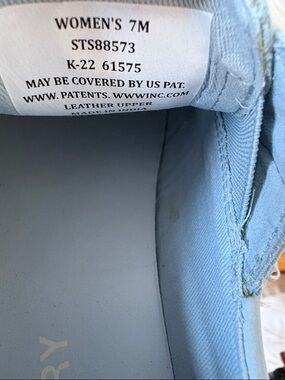 WOMEN'S 7M
STS88573
K-22 61575
MAY BE COVERED BY US PAT.
WWW. PATENTS. WWWINC.COM
LEATHER UPPER
MADE IN INDIA
RY